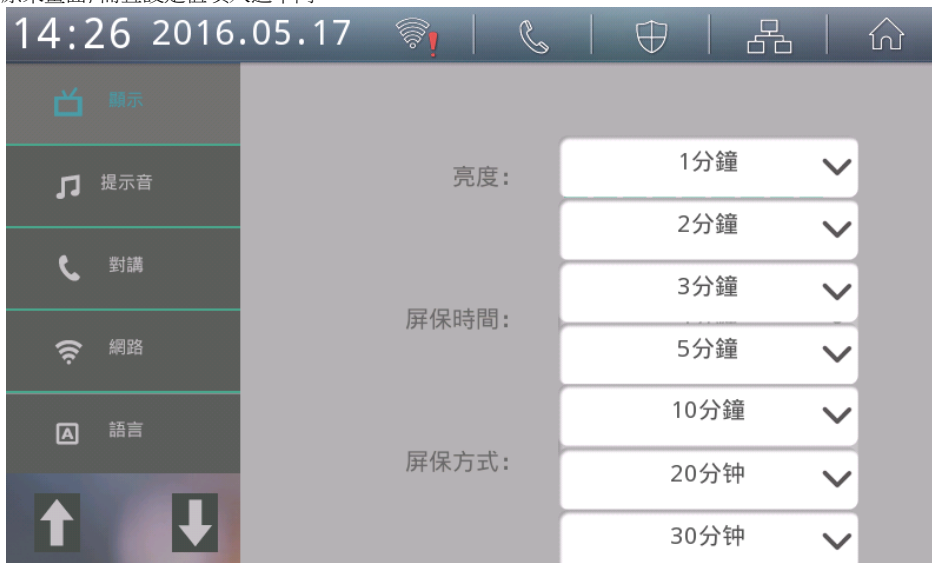 14:26 2016.05.17
顯示
提示音
對講
網路
A 語言
亮度:
屏保時間:
屏保方式:
1分鐘
2分鐘
3分鐘
5分鐘
10分鐘
20分钟
30分钟